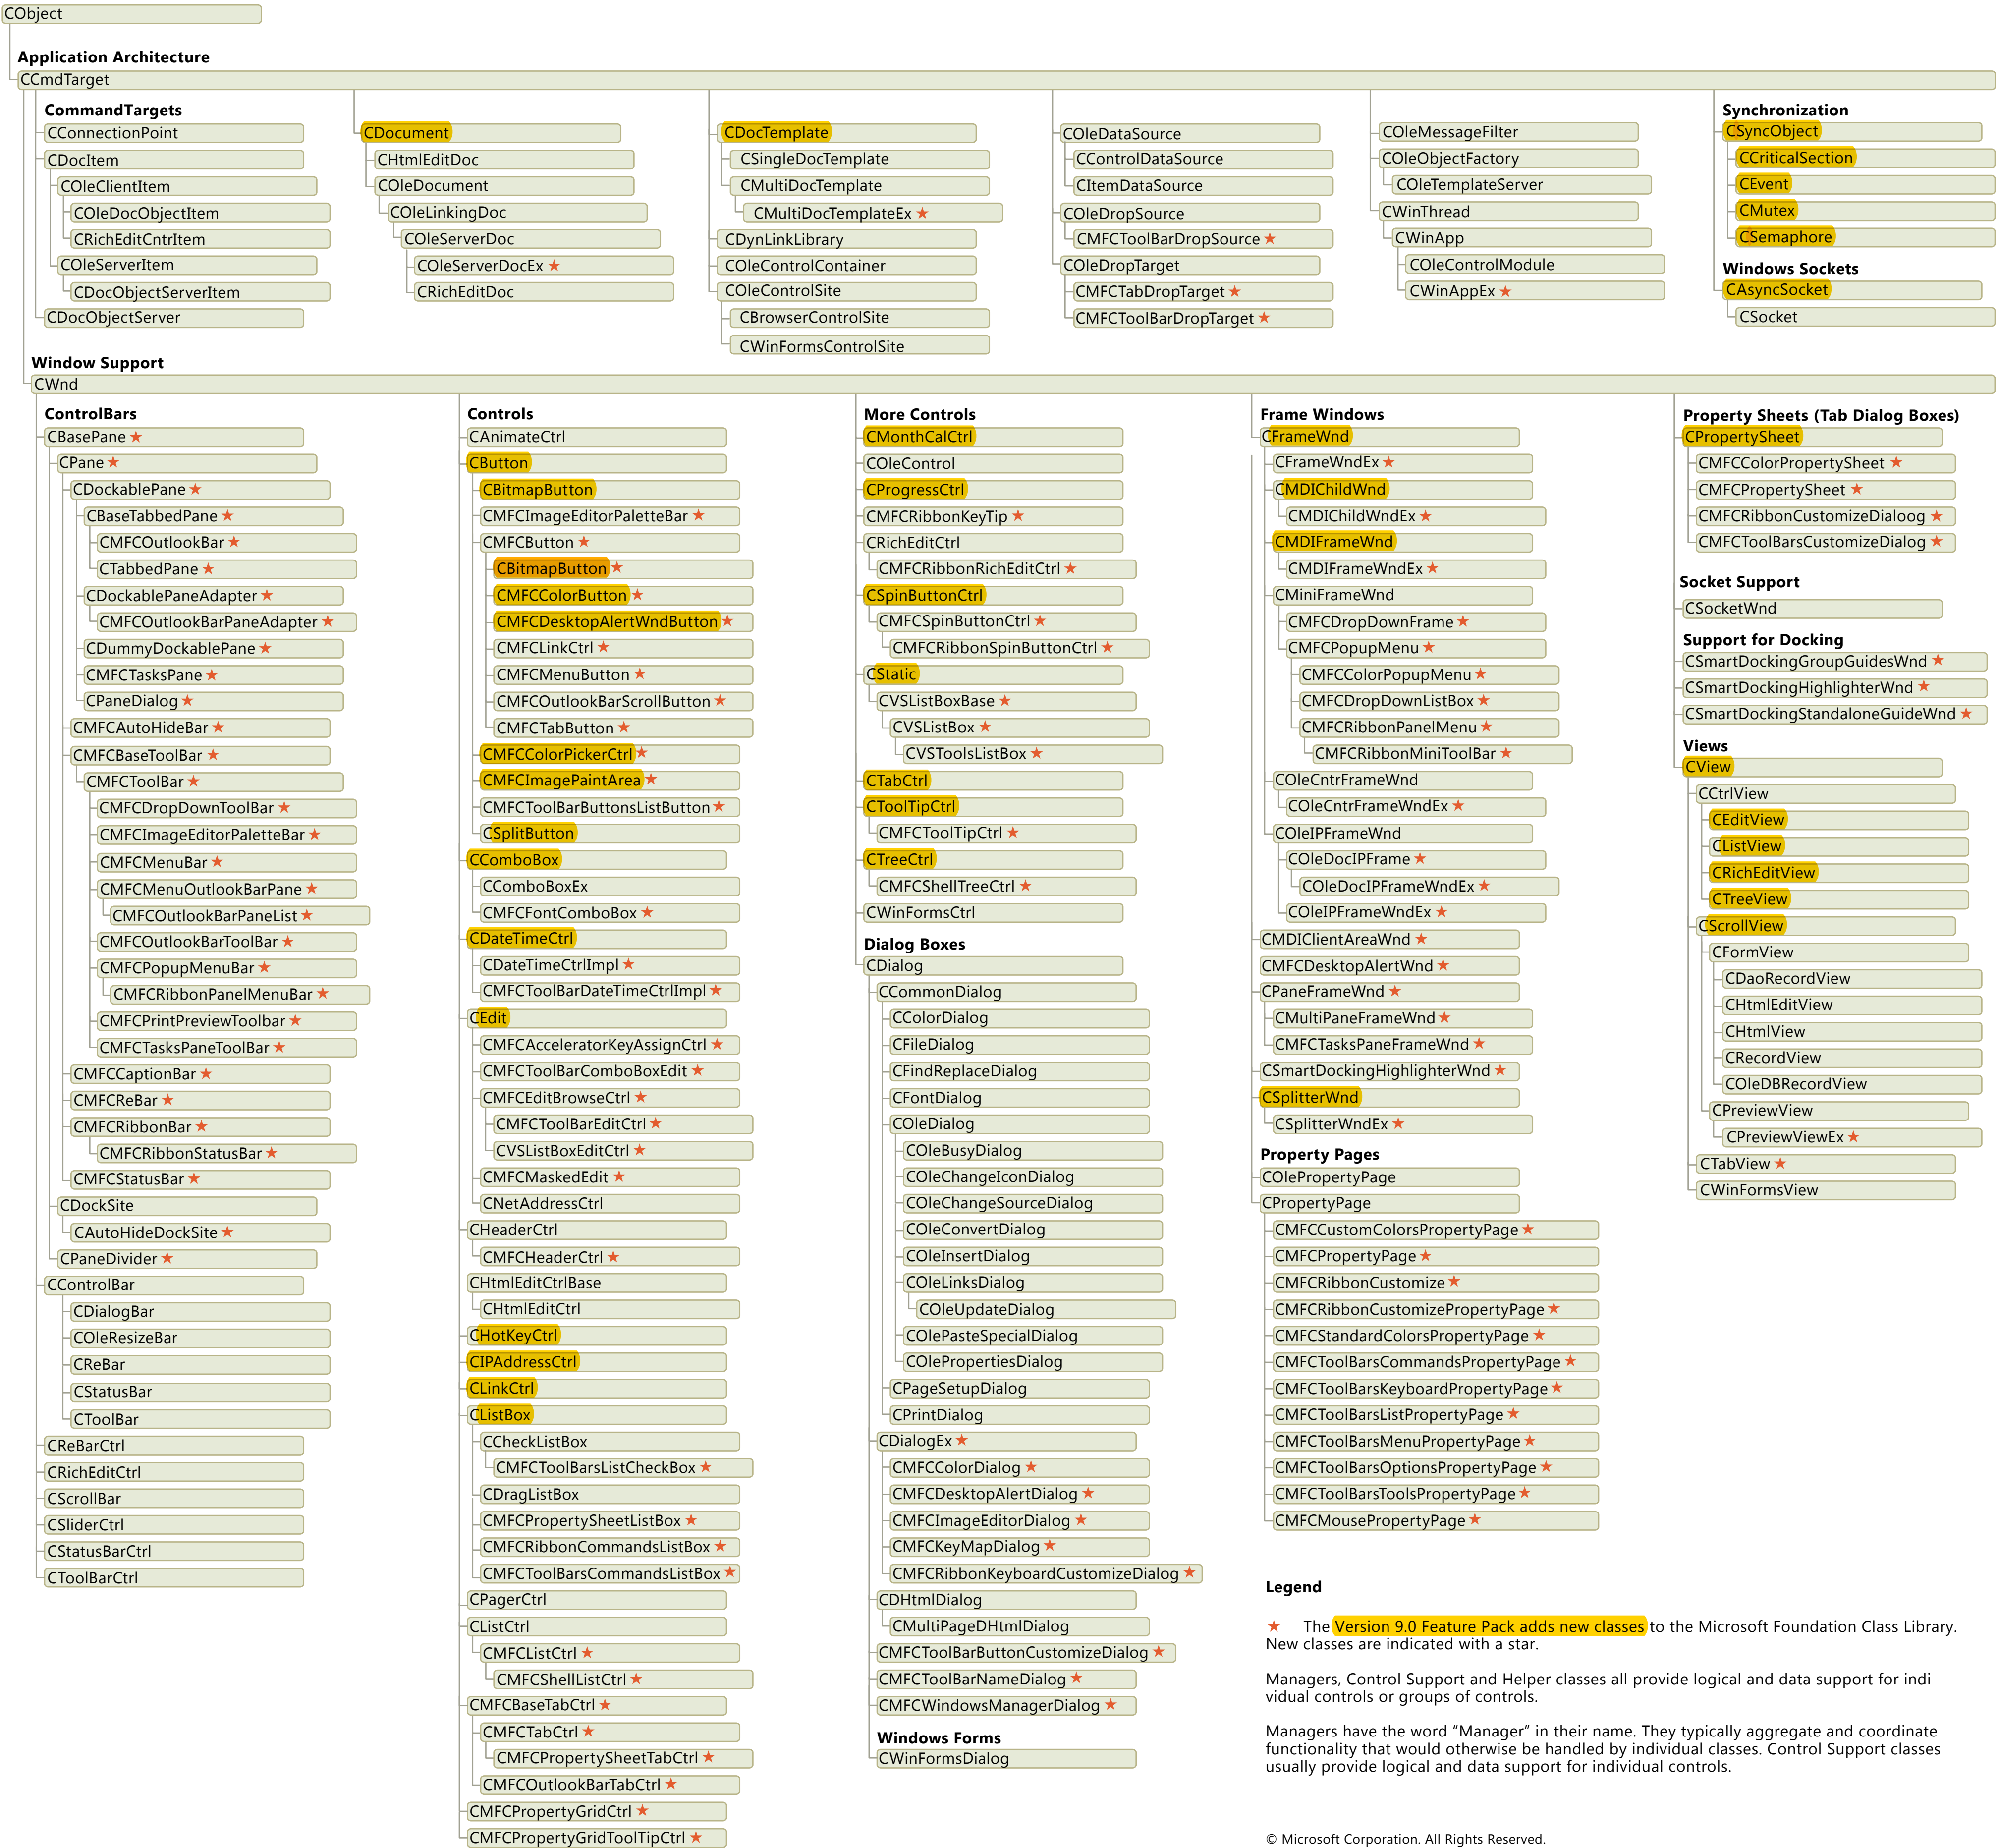 CObject
Application Architecture
CCmdTarget
CommandTargets
CConnectionPoint
CDocItem
COleClientItem
COleDocObjectItem
CRichEditCntrItem
COleServerItem
CDocObjectServerItem
CDocObjectServer
CDocument
CHtmlEditDoc
COleDocument
COleLinkingDoc
COleServerDoc
COleServerDocEx ★
CRichEditDoc
CDocTemplate
CSingleDocTemplate
CMultiDocTemplate
CMultiDocTemplateEx ★
CDynLinkLibrary
COleControlContainer
COleControlSite
CBrowserControlSite
CWinFormsControlSite
COleDataSource
CControlDataSource
CItemDataSource
COleDropSource
CMFCToolBarDropSource ★
COleDropTarget
CMFCTabDropTarget ★
CMFCToolBarDropTarget ★
COleMessageFilter
COleObjectFactory
COleTemplateServer
CWinThread
CWinApp
COleControlModule
CWinAppEx ★
Synchronization
CSyncObject
CCriticalSection
CEvent
CMutex
CSemaphore
Windows Sockets
CAsyncSocket
CSocket
Window Support
CWnd
ControlBars
CBasePane ★
CPane ★
CDockablePane ★
CBaseTabbedPane ★
CMFCOutlookBar ★
CTabbedPane ★
CDockablePaneAdapter ★
CMFCOutlookBarPaneAdapter ★
CDummyDockablePane ★
CMFCTasksPane ★
CPaneDialog ★
CMFCAutoHideBar ★
CMFCBaseToolBar ★
CMFCToolBar ★
CMFCDropDownToolBar ★
CMFCImageEditorPaletteBar ★
CMFCMenuBar ★
CMFCMenuOutlookBarPane ★
CMFCOutlookBarPaneList ★
CMFCOutlookBarToolBar ★
CMFCPopupMenuBar ★
CMFCRibbonPanelMenuBar ★
CMFCPrintPreviewToolbar ★
CMFCTasksPaneToolBar ★
CMFCCaptionBar ★
CMFCReBar ★
CMFCRibbonBar ★
CMFCRibbonStatusBar ★
CMFCStatusBar ★
CDockSite
CAutoHideDockSite ★
CPaneDivider ★
CControlBar
CDialogBar
COleResizeBar
CReBar
CStatusBar
CToolBar
CReBarCtrl
CRichEditCtrl
CScrollBar
CSliderCtrl
CStatusBarCtrl
CToolBarCtrl
Controls
CAnimateCtrl
CButton
CBitmapButton
CMFCImageEditorPaletteBar ★
CMFCButton ★
CBitmapButton ★
CMFCColorButton ★
CMFCDesktopAlertWndButton ★
CMFCLinkCtrl ★
CMFCMenuButton ★
CMFCOutlookBarScrollButton ★
CMFCTabButton ★
CMFCColorPickerCtrl ★
CMFCImagePaintArea ★
CMFCToolBarButtonsListButton ★
CSplitButton
CComboBox
CComboBoxEx
CMFCFontComboBox ★
CDateTimeCtrl
CDateTimeCtrlImpl ★
CMFCToolBarDateTimeCtrlImpl ★
CEdit
CMFCAcceleratorKeyAssignCtrl ★
CMFCToolBarComboBoxEdit ★
CMFCEditBrowseCtrl ★
CMFCToolBarEditCtrl ★
CVSListBoxEditCtrl ★
CMFCMaskedEdit ★
CNetAddressCtrl
CHeaderCtrl
CMFCHeaderCtrl ★
CHtmlEditCtrlBase
CHtmlEditCtrl
CHotKeyCtrl
CIPAddressCtrl
CLinkCtrl
CListBox
CCheckListBox
CMFCToolBarsListCheckBox ★
CDragListBox
CMFCPropertySheetListBox ★
CMFCRibbonCommandsListBox ★
CMFCToolBarsCommandsListBox ★
CPagerCtrl
CListCtrl
CMFCListCtrl ★
CMFCShellListCtrl ★
CMFCBaseTabCtrl ★
CMFCTabCtrl ★
CMFCPropertySheetTabCtrl ★
CMFCOutlookBarTabCtrl ★
CMFCPropertyGridCtrl ★
CMFCPropertyGridToolTipCtrl ★
More Controls
CMonthCalCtrl
COleControl
CProgressCtrl
CMFCRibbonKeyTip ★
CRichEditCtrl
CMFCRibbonRichEditCtrl ★
CSpinButtonCtrl
CMFCSpinButtonCtrl ★
CMFCRibbonSpinButtonCtrl ★
CStatic
CVSListBoxBase ★
CVSListBox ★
CVSToolsListBox ★
CTabCtrl
CToolTipCtrl
CMFCToolTipCtrl ★
CTreeCtrl
CMFCShellTreeCtrl ★
CWinFormsCtrl
Dialog Boxes
CDialog
CCommonDialog
CColorDialog
CFileDialog
CFindReplaceDialog
CFontDialog
COleDialog
COleBusyDialog
COleChangeIconDialog
COleChangeSourceDialog
COleConvertDialog
COleInsertDialog
COleLinksDialog
COleUpdateDialog
COlePasteSpecialDialog
COlePropertiesDialog
CPageSetupDialog
CPrintDialog
CDialogEx ★
CMFCColorDialog ★
CMFCDesktopAlertDialog ★
CMFCImageEditorDialog ★
CMFCKeyMapDialog ★
CMFCRibbonKeyboardCustomizeDialog ★
CDHtmlDialog
CMultiPageDHtmlDialog
CMFCToolBarButtonCustomizeDialog ★
CMFCToolBarNameDialog ★
CMFCWindowsManagerDialog ★
Windows Forms
CWinFormsDialog
Frame Windows
CFrameWnd
CFrameWndEx ★
CMDIChildWnd
CMDIChildWndEx ★
CMDIFrameWnd
CMDIFrameWndEx ★
CMiniFrameWnd
CMFCDropDownFrame ★
CMFCPopupMenu ★
CMFCColorPopupMenu ★
CMFCDropDownListBox ★
CMFCRibbonPanelMenu ★
CMFCRibbonMiniToolBar ★
COleCntrFrameWnd
COleCntrFrameWndEx ★
COleIPFrameWnd
COleDocIPFrame ★
COleDocIPFrameWndEx ★
COleIPFrameWndEx ★
CMDIClientAreaWnd ★
CMFCDesktopAlertWnd ★
CPaneFrameWnd ★
CMultiPaneFrameWnd ★
CMFCTasksPaneFrameWnd ★
CSmartDockingHighlighterWnd ★
CSplitterWnd
CSplitterWndEx ★
Property Pages
COlePropertyPage
CPropertyPage
CMFCCustomColorsPropertyPage ★
CMFCPropertyPage ★
CMFCRibbonCustomize ★
CMFCRibbonCustomizePropertyPage ★
CMFCStandardColorsPropertyPage ★
CMFCToolBarsCommandsPropertyPage ★
CMFCToolBarsKeyboardPropertyPage ★
CMFCToolBarsListPropertyPage ★
CMFCToolBarsMenuPropertyPage ★
CMFCToolBarsOptionsPropertyPage ★
CMFCToolBarsToolsPropertyPage ★
CMFCMousePropertyPage ★
Property Sheets (Tab Dialog Boxes)
CPropertySheet
CMFCColorPropertySheet ★
CMFCPropertySheet ★
CMFCRibbonCustomizeDialoog ★
CMFCToolBarsCustomizeDialog ★
Socket Support
CSocketWnd
Support for Docking
CSmartDockingGroupGuidesWnd ★
CSmartDockingHighlighterWnd ★
CSmartDockingStandaloneGuideWnd ★
Views
CView
CCtrlView
CEditView
CListView
CRichEditView
CTreeView
CScrollView
CFormView
CDaoRecordView
CHtmlEditView
CHtmlView
CRecordView
COleDBRecordView
CPreviewView
CPreviewViewEx ★
CTabView ★
CWinFormsView
Legend
★ The Version 9.0 Feature Pack adds new classes to the Microsoft Foundation Class Library.
New classes are indicated with a star.
Managers, Control Support and Helper classes all provide logical and data support for indi-
vidual controls or groups of controls.
Managers have the word “Manager” in their name. They typically aggregate and coordinate
functionality that would otherwise be handled by individual classes. Control Support classes
usually provide logical and data support for individual controls.
© Microsoft Corporation. All Rights Reserved.